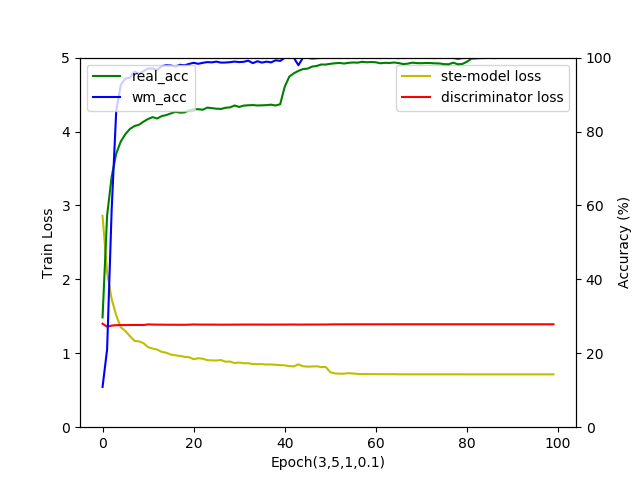 real_acc
wm_acc
ste-model loss
discriminator loss
5
4
3
2
1
0
Train Loss
100
80
60
40
20
0
Accuracy (%)
0
20
40
60
80
100
Epoch(3,5,1,0.1)